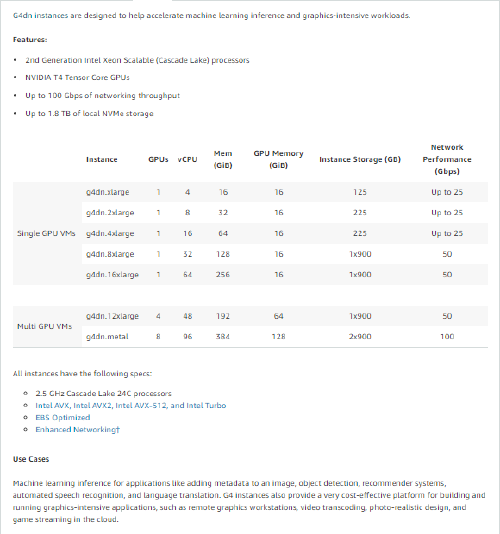 G4dn instances are designed to help accelerate machine learning inference and graphics-intensive workloads.
Features:
• 2nd Generation Intel Xeon Scalable (Cascade Lake) processors
• NVIDIA T4 Tensor Core GPUs
• Up to 100 Gbps of networking throughput
• Up to 1.8 TB of local NVMe storage
Instance GPUs vCPU Mem (GiB) GPU Memory (GiB) Instance Storage (GB) Network Performance (Gbps)
Single GPU VMs
g4dn.xlarge 1 4 16 16 125 Up to 25
g4dn.2xlarge 1 8 32 16 225 Up to 25
g4dn.4xlarge 1 16 64 16 225 Up to 25
g4dn.8xlarge 1 32 128 16 1x900 50
g4dn.16xlarge 1 64 256 16 1x900 50
Multi GPU VMs
g4dn.12xlarge 4 48 192 64 1x900 50
g4dn.metal 8 96 384 128 2x900 100
All instances have the following specs:
2.5 GHz Cascade Lake 24C processors
Intel AVX, Intel AVX2, Intel AVX-512, and Intel Turbo
EBS Optimized
Enhanced Networking†
Use Cases
Machine learning inference for applications like adding metadata to an image, object detection, recommender systems,
automated speech recognition, and language translation. G4 instances also provide a very cost-effective platform for building and
running graphics-intensive applications, such as remote graphics workstations, video transcoding, photo-realistic design, and
game streaming in the cloud.